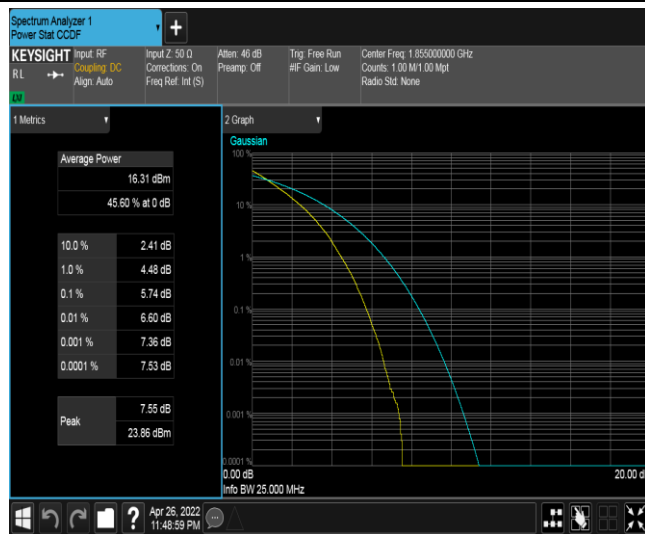 Spectrum Analyzer 1
Power Stat CCDF
+
KEYSIGHT
Input: RF
Coupling: DC
Align: Auto
Input Z: 50 Ω
Corrections: On
Freq Ref: Int (S)
Atten: 46 dB
Preamp: Off
Trig: Free Run
#IF Gain: Low
Center Freq: 1.855000000 GHz
Counts: 1.00 M/1.00 Mpt
Radio Std: None
RL
1 Metrics
Average Power
16.31 dBm
45.60 % at 0 dB
10.0 % 2.41 dB
1.0 % 4.48 dB
0.1 % 5.74 dB
0.01 % 6.60 dB
0.001 % 7.36 dB
0.0001 % 7.53 dB
Peak
7.55 dB
23.86 dBm
2 Graph
Gaussian
100 %
10 %
1 %
0.1 %
0.01 %
0.001 %
0.0001 %
0.00 dB
20.00 d
Info BW 25.000 MHz
?
Apr 26, 2022
11:48:59 PM